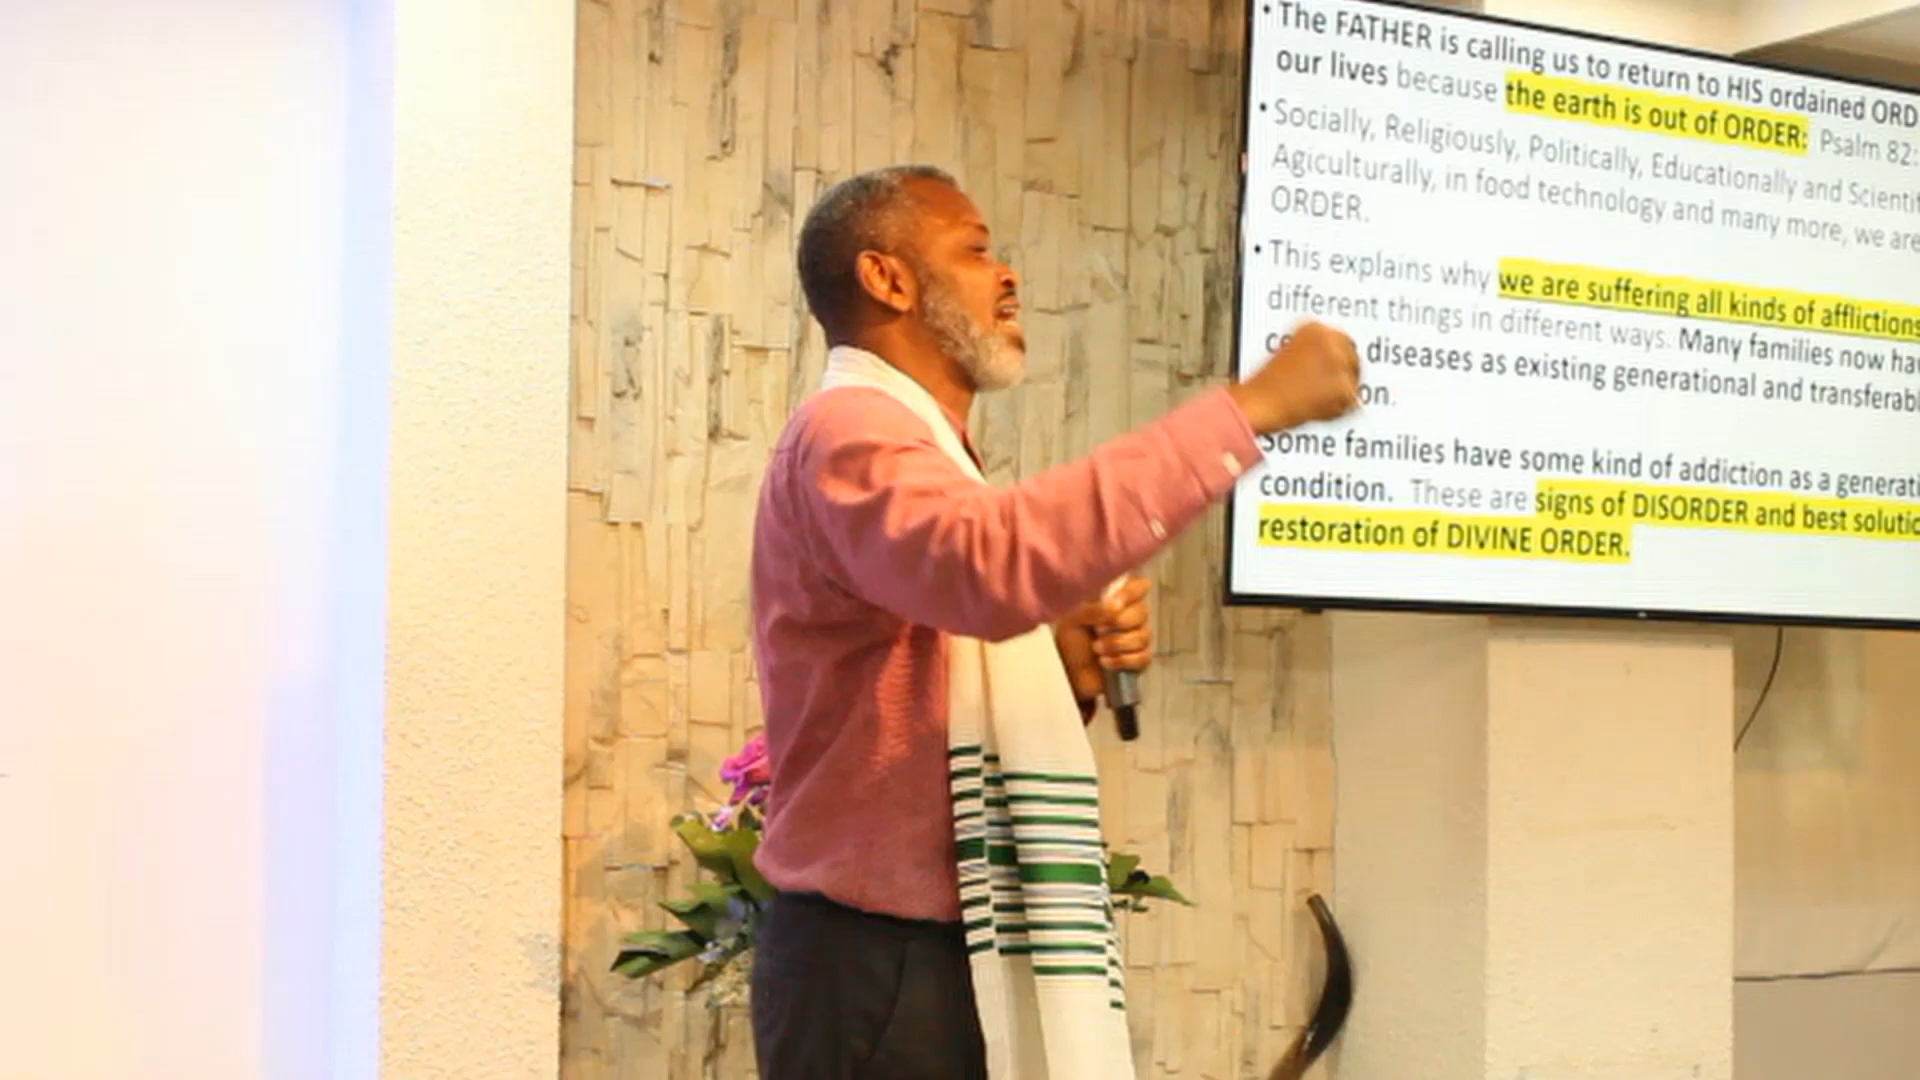 • The FATHER is calling us to return to HIS ordained ORD
our lives because the earth is out of ORDER: Psalm 82:
• Socially, Religiously, Politically, Educationally and Scientif
Agiculturally, in food technology and many more, we are
ORDER.
• This explains why we are suffering all kinds of afflictions
different things in different ways. Many families now hav
diseases as existing generational and transferabl
on.
Some families have some kind of addiction as a generati
condition. These are signs of DISORDER and best solutio
restoration of DIVINE ORDER.